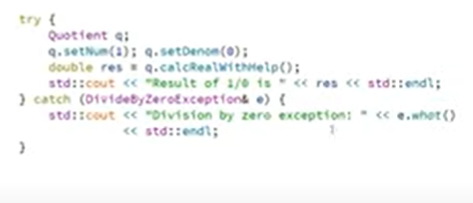 try {
Quotient q;
q.setNum(1); q.setDenom(0);
double res = q.calcRealWithHelp();
std::cout << "Result of 1/0 is " << res << std::endl;
} catch (DivideByZeroException& e) {
std::cout << "Division by zero exception: " << e.what()
<< std::endl;
}